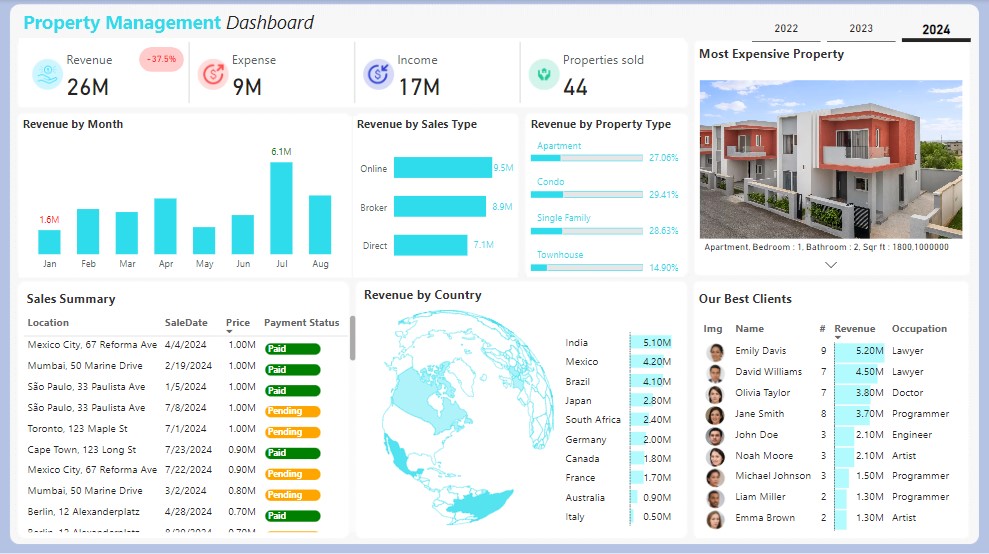 Property Management Dashboard
2022 2023 2024
Revenue
26M
-37.5%
Expense
9M
Income
17M
Properties sold
44
Most Expensive Property
Apartment, Bedroom : 1, Bathroom : 2, Sqr ft : 1800,1000000
Revenue by Month
1.6M
6.1M
Jan Feb Mar Apr May Jun Jul Aug
Revenue by Sales Type
Online 9.5M
Broker 8.9M
Direct 7.1M
Revenue by Property Type
Apartment
27.06%
Condo
29.41%
Single Family
28.63%
Townhouse
14.90%
Sales Summary
Location SaleDate Price Payment Status
Mexico City, 67 Reforma Ave 4/4/2024 1.00M Paid
Mumbai, 50 Marine Drive 2/19/2024 1.00M Paid
São Paulo, 33 Paulista Ave 1/5/2024 1.00M Paid
São Paulo, 33 Paulista Ave 7/8/2024 1.00M Pending
Toronto, 123 Maple St 7/1/2024 1.00M Pending
Cape Town, 123 Long St 7/23/2024 0.90M Paid
Mexico City, 67 Reforma Ave 7/22/2024 0.90M Pending
Mumbai, 50 Marine Drive 3/2/2024 0.80M Pending
Berlin, 12 Alexanderplatz 4/28/2024 0.70M Paid
Berlin, 12 Alexanderplatz 0.70M
Revenue by Country
India 5.10M
Mexico 4.20M
Brazil 4.10M
Japan 2.80M
South Africa 2.40M
Germany 2.00M
Canada 1.80M
France 1.70M
Australia 0.90M
Italy 0.50M
Our Best Clients
Img Name # Revenue Occupation
Emily Davis 9 5.20M Lawyer
David Williams 7 4.50M Lawyer
Olivia Taylor 7 3.80M Doctor
Jane Smith 8 3.70M Programmer
John Doe 3 2.10M Engineer
Noah Moore 3 2.10M Artist
Michael Johnson 3 1.50M Programmer
Liam Miller 2 1.30M Programmer
Emma Brown 2 1.30M Artist